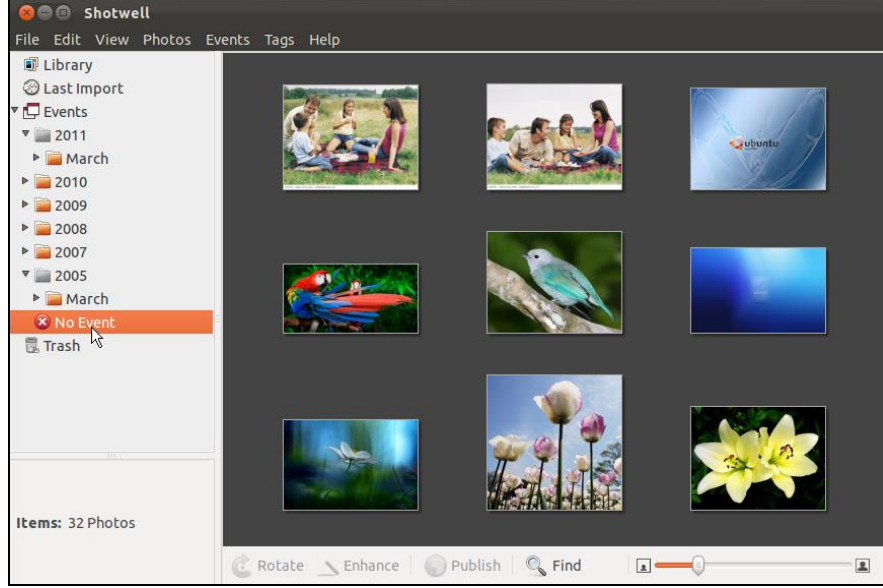 Shotwell
File Edit View Photos Events Tags Help
Library
Last Import
Events
2011
March
2010
2009
2008
2007
2005
March
No Event
Trash
ubuntu
Items: 32 Photos
Rotate Enhance Publish Find